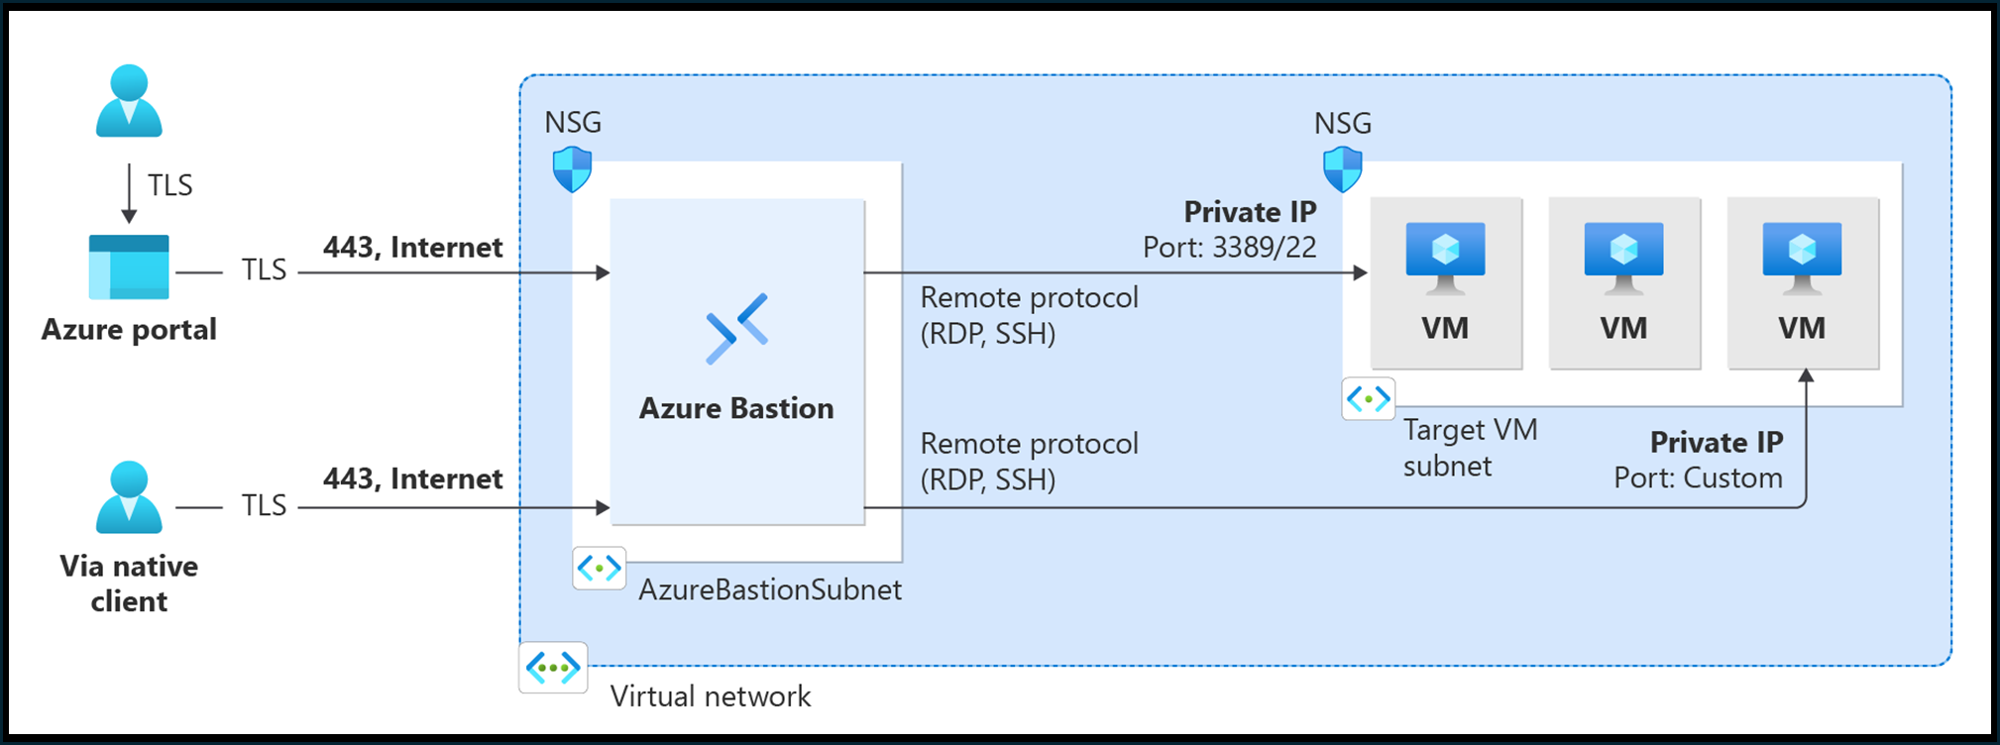 TLS
Azure portal
TLS
443, Internet
Via native
client
TLS
443, Internet
NSG
Azure Bastion
AzureBastionSubnet
Virtual network
Private IP
Port: 3389/22
Remote protocol
(RDP, SSH)
Remote protocol
(RDP, SSH)
NSG
VM
VM
VM
Target VM
subnet
Private IP
Port: Custom